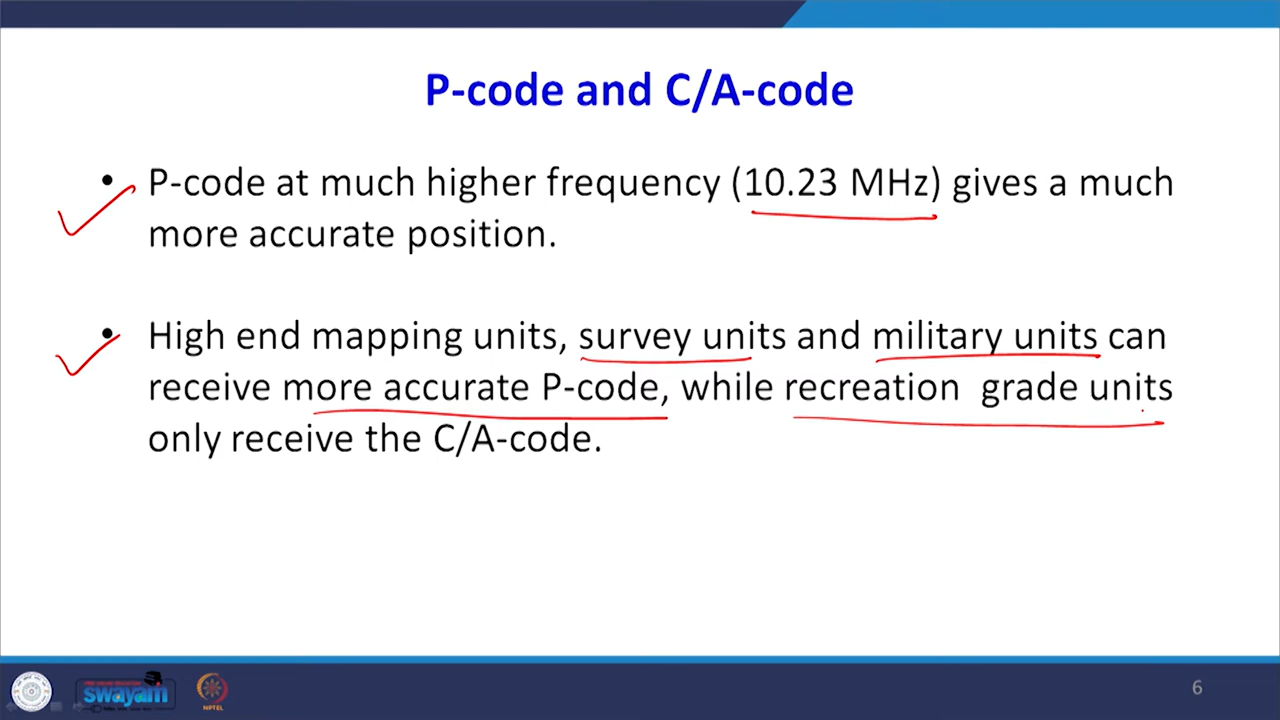 P-code and C/A-code
• P-code at much higher frequency (10.23 MHz) gives a much
more accurate position.
• High end mapping units, survey units and military units can
receive more accurate P-code, while recreation grade units
only receive the C/A-code.
swayam
NPTEL
6